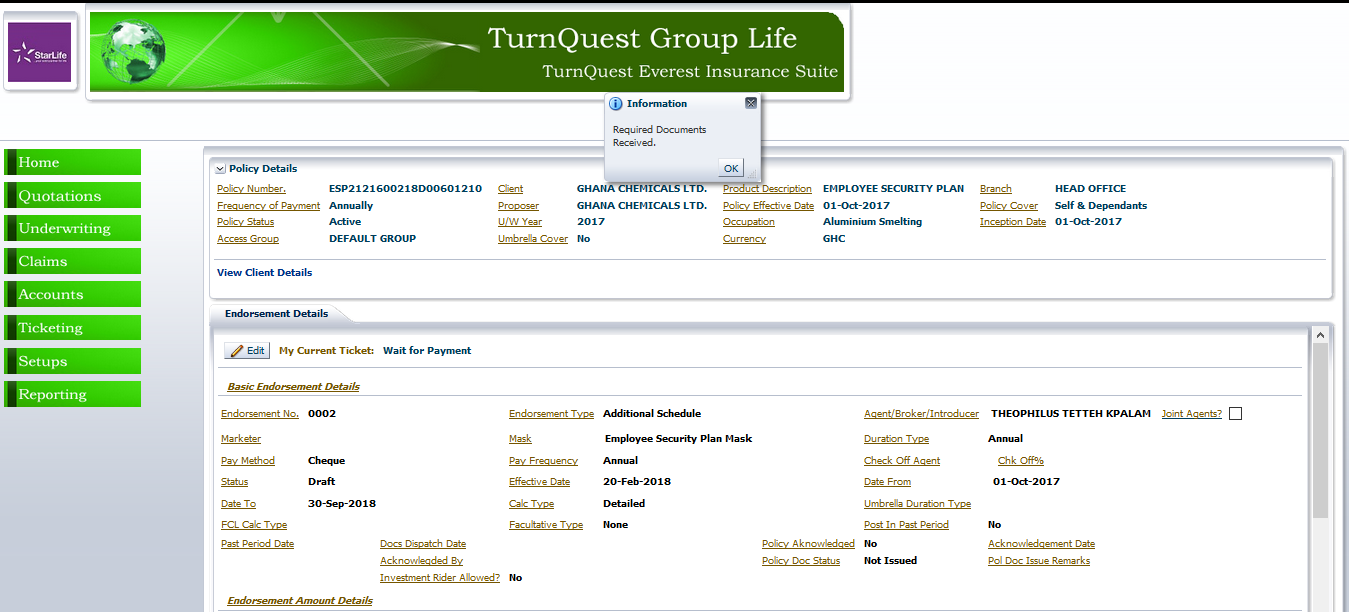 StarLife
TurnQuest Group Life
TurnQuest Everest Insurance Suite
Information
Required Documents
Received.
OK
Home
Quotations
Underwriting
Claims
Accounts
Ticketing
Setups
Reporting
Policy Details
Policy Number. ESP2121600218D00601210 Client GHANA CHEMICALS LTD. Product Description EMPLOYEE SECURITY PLAN Branch HEAD OFFICE
Frequency of Payment Annually Proposer GHANA CHEMICALS LTD. Policy Effective Date 01-Oct-2017 Policy Cover Self & Dependants
Policy Status Active U/W Year 2017 Occupation Aluminium Smelting Inception Date 01-Oct-2017
Access Group DEFAULT GROUP Umbrella Cover No Currency GHC
View Client Details
Endorsement Details
Edit My Current Ticket: Wait for Payment
Basic Endorsement Details
Endorsement No. 0002 Endorsement Type Additional Schedule Agent/Broker/Introducer THEOPHILUS TETTEH KPALAM Joint Agents?
Marketer Mask Employee Security Plan Mask Duration Type Annual
Pay Method Cheque Pay Frequency Annual Check Off Agent Chk Off%
Status Draft Effective Date 20-Feb-2018 Date From 01-Oct-2017
Date To 30-Sep-2018 Calc Type Detailed Umbrella Duration Type
FCL Calc Type Facultative Type None Post In Past Period No
Past Period Date Docs Dispatch Date Policy Aknowledged No Acknowledgement Date
Acknowleqded By Policy Doc Status Not Issued Pol Doc Issue Remarks
Investment Rider Allowed? No
Endorsement Amount Details